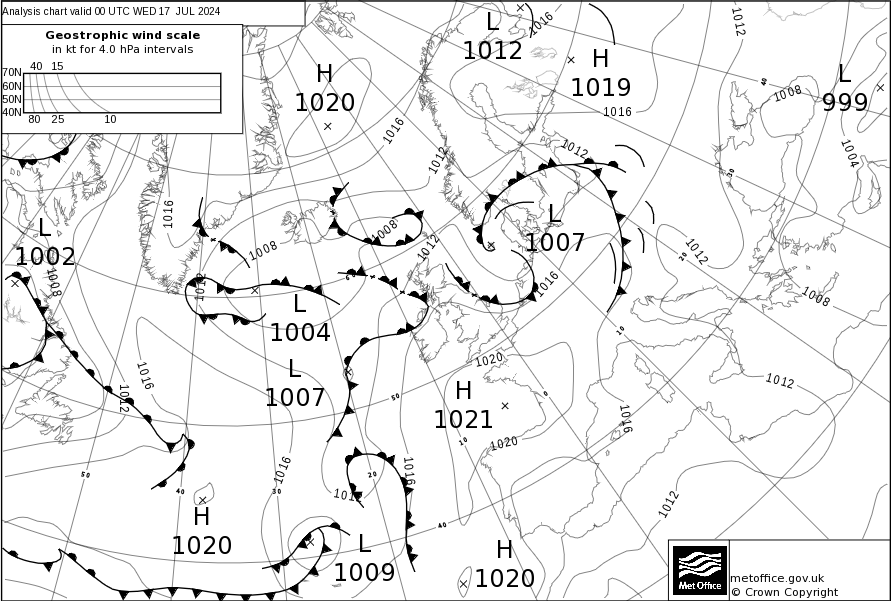 Analysis chart valid 00 UTC WED 17 JUL 2024
Geostrophic wind scale
in kt for 4.0 hPa intervals
40 15
70N
60N
50N
40N
80 25 10
L
1012
1016
1012
H
1020
H
1019
L
999
40
1008
1016
1016
1012
1012
1004
30
1016
L
1002
1008
1008
L
1007
1012
1012
20
1008
1012
60
1016
1008
L
1004
10
L
1007
1016
1012
1020
H
1021
0
1012
50
1016
10
1020
1016
1016
50
40
30
20
1012
1012
H
1020
40
L
1009
H
1020
Met Office
metoffice.gov.uk
© Crown Copyright